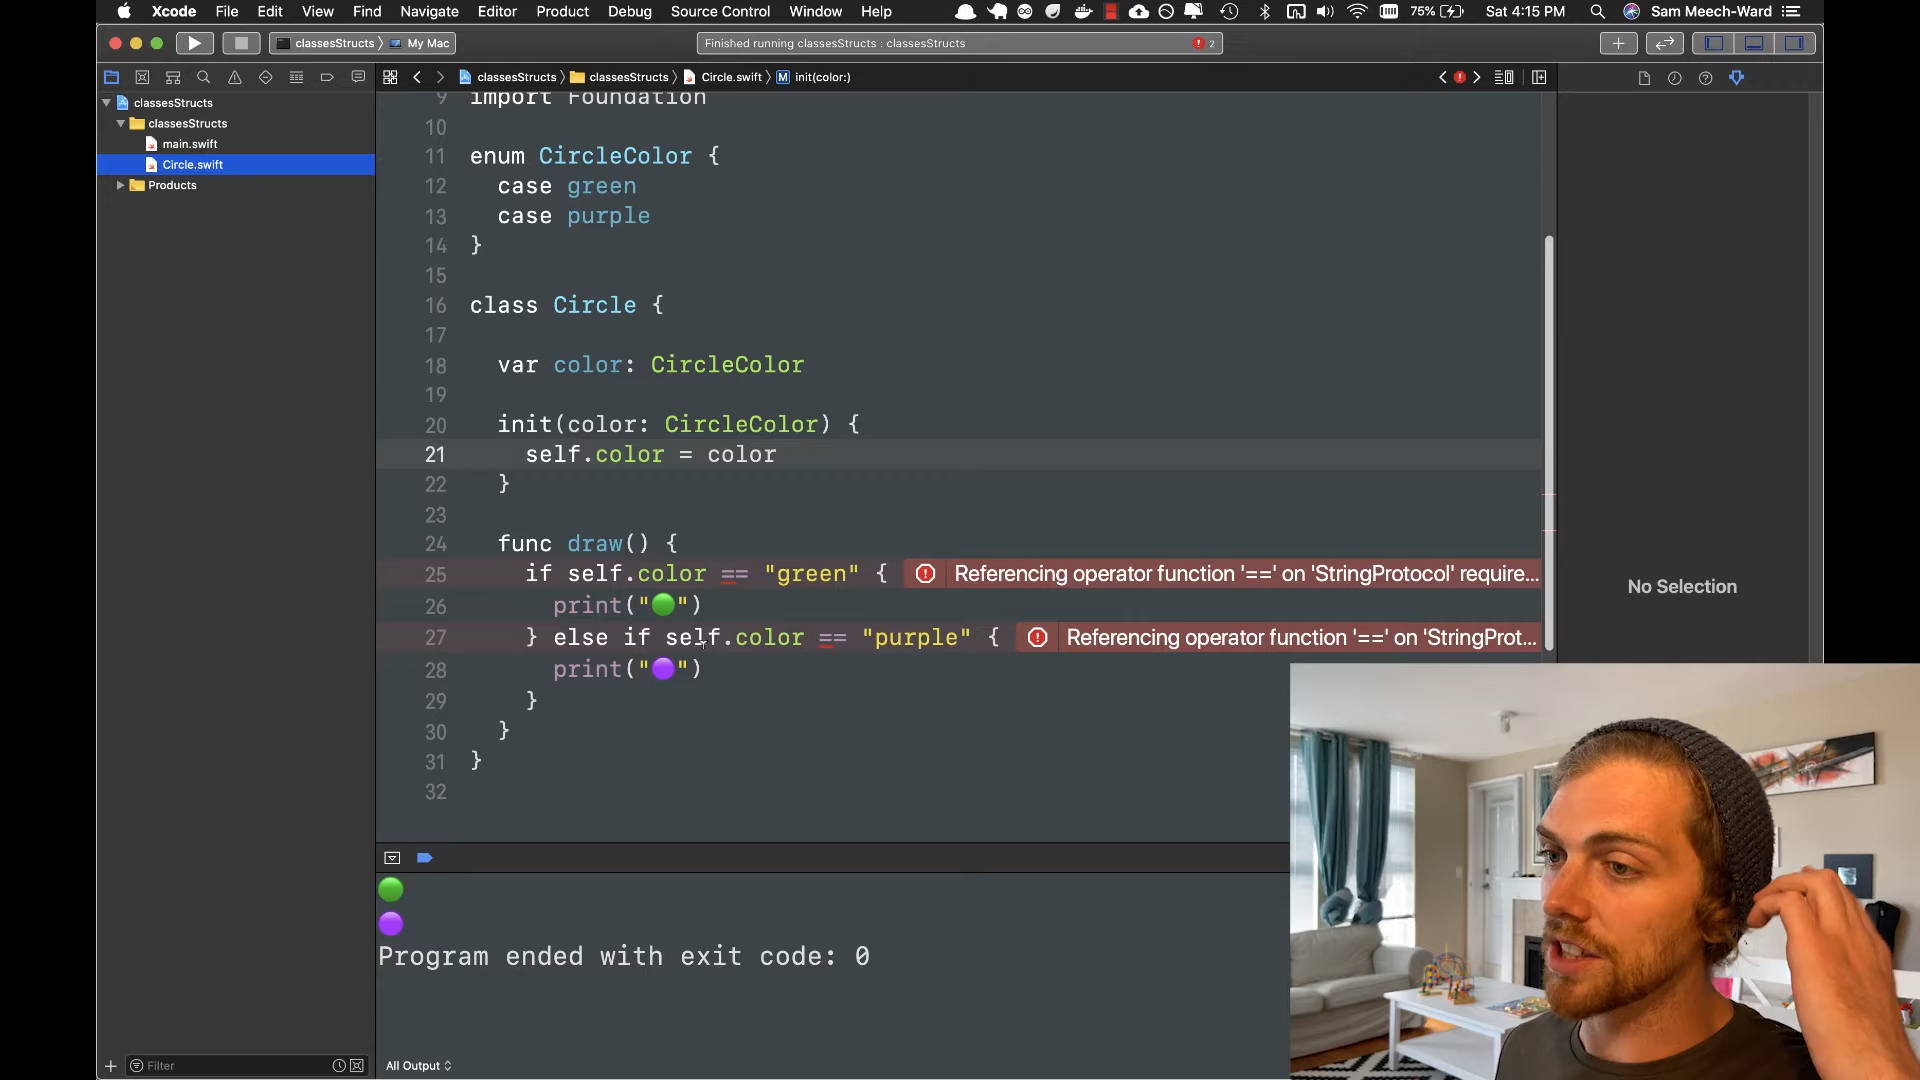 Xcode File Edit View Find Navigate Editor Product Debug Source Control Window Help 75% Sat 4:15 PM Sam Meech-Ward
classesStructs My Mac
Finished running classesStructs : classesStructs 2
classesStructs classesStructs Circle.swift M init(color:)
classesStructs
classesStructs
main.swift
Circle.swift
Products
9 import Foundation
10
11 enum CircleColor {
12 case green
13 case purple
14 }
15
16 class Circle {
17
18 var color: CircleColor
19
20 init(color: CircleColor) {
21 self.color = color
22 }
23
24 func draw() {
25 if self.color == "green" { Referencing operator function '==' on 'StringProtocol' require...
26 print("🟢")
27 } else if self.color == "purple" { Referencing operator function '==' on 'StringProt...
28 print("🟣")
29 }
30 }
31 }
32
No Selection
🟢
🟣
Program ended with exit code: 0
Filter
All Output